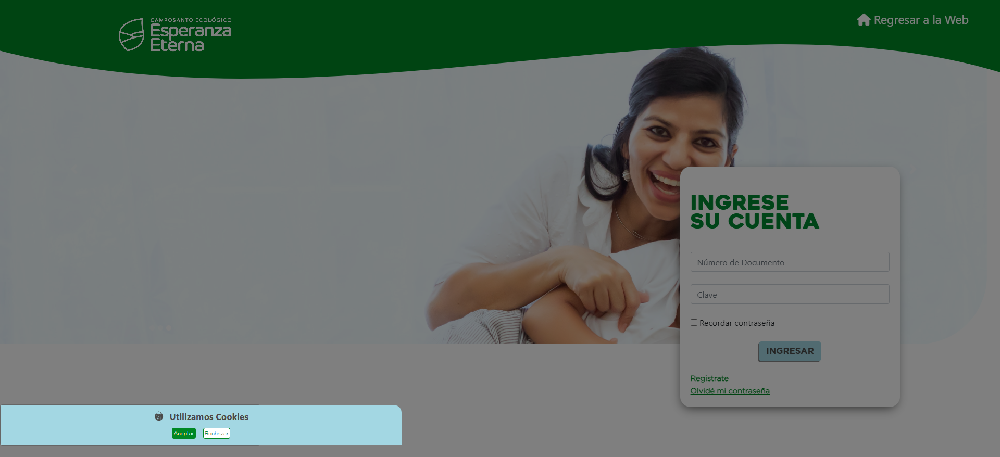 CAMPOSANTO ECOLÓGICO
Esperanza
Eterna
Regresar a la Web
INGRESE
SU CUENTA
Número de Documento
Clave
Recordar contraseña
INGRESAR
Registrate
Olvidé mi contraseña
Utilizamos Cookies
Aceptar
Rechazar